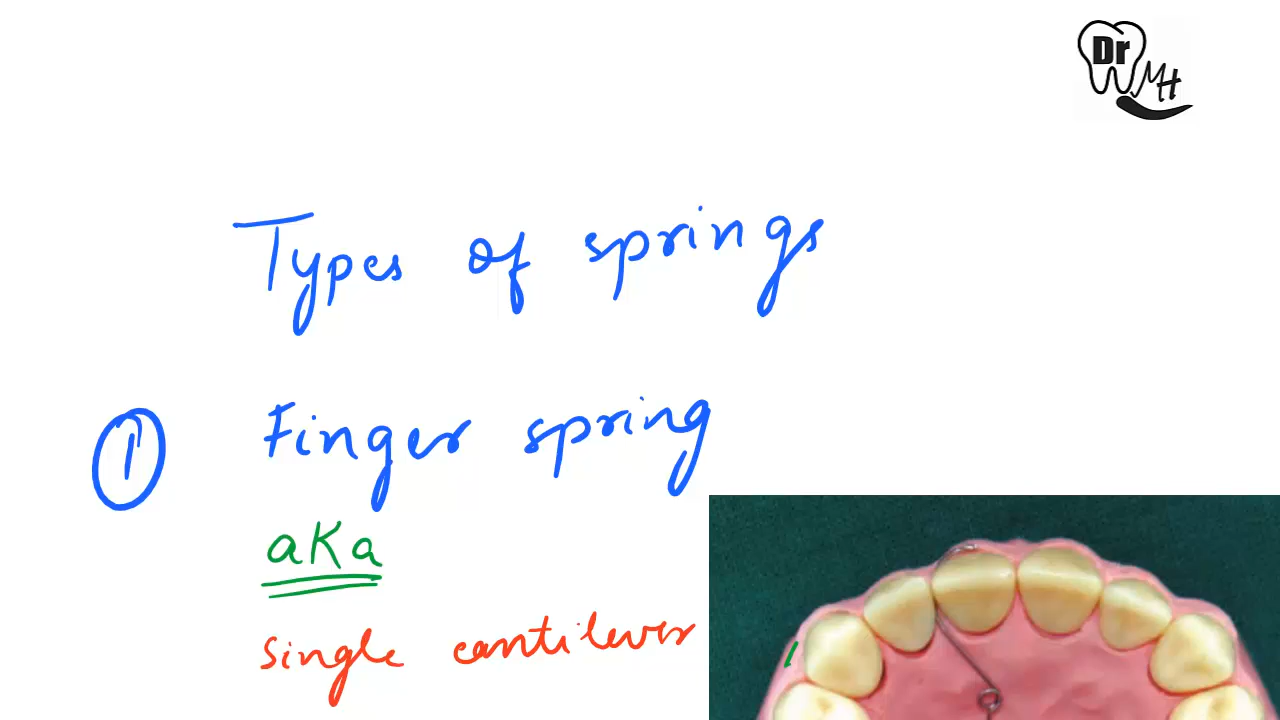 Dr
MH
Types of springs
1 Finger spring
aka
single cantilever